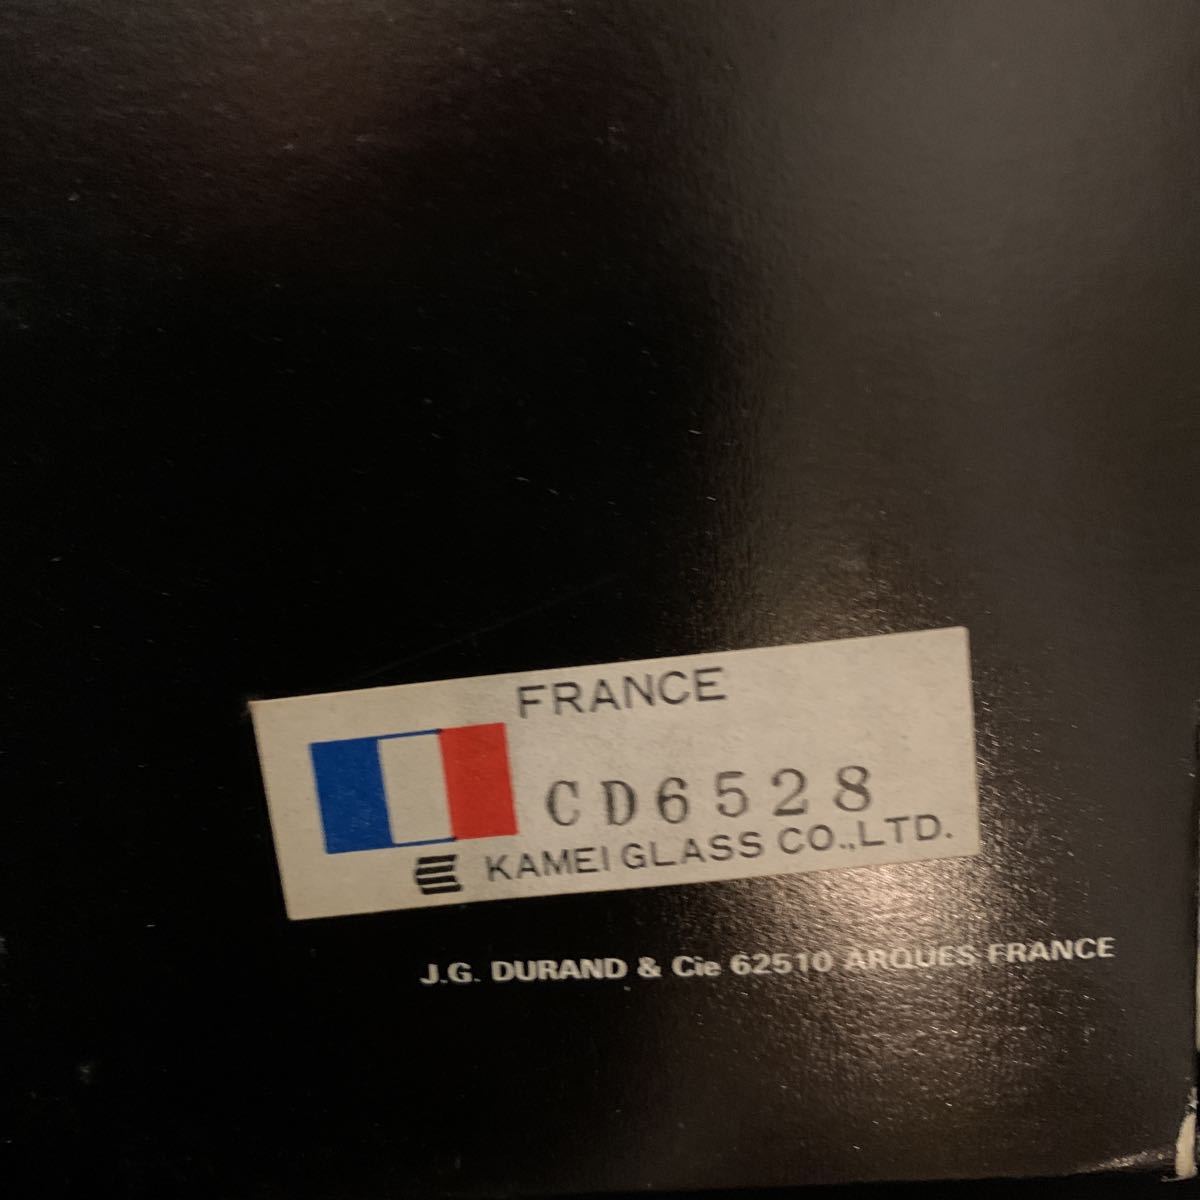 FRANCE
CD6528
KAMEI GLASS CO.,LTD.
J.G. DURAND & Cie 62510 ARQUES FRANCE